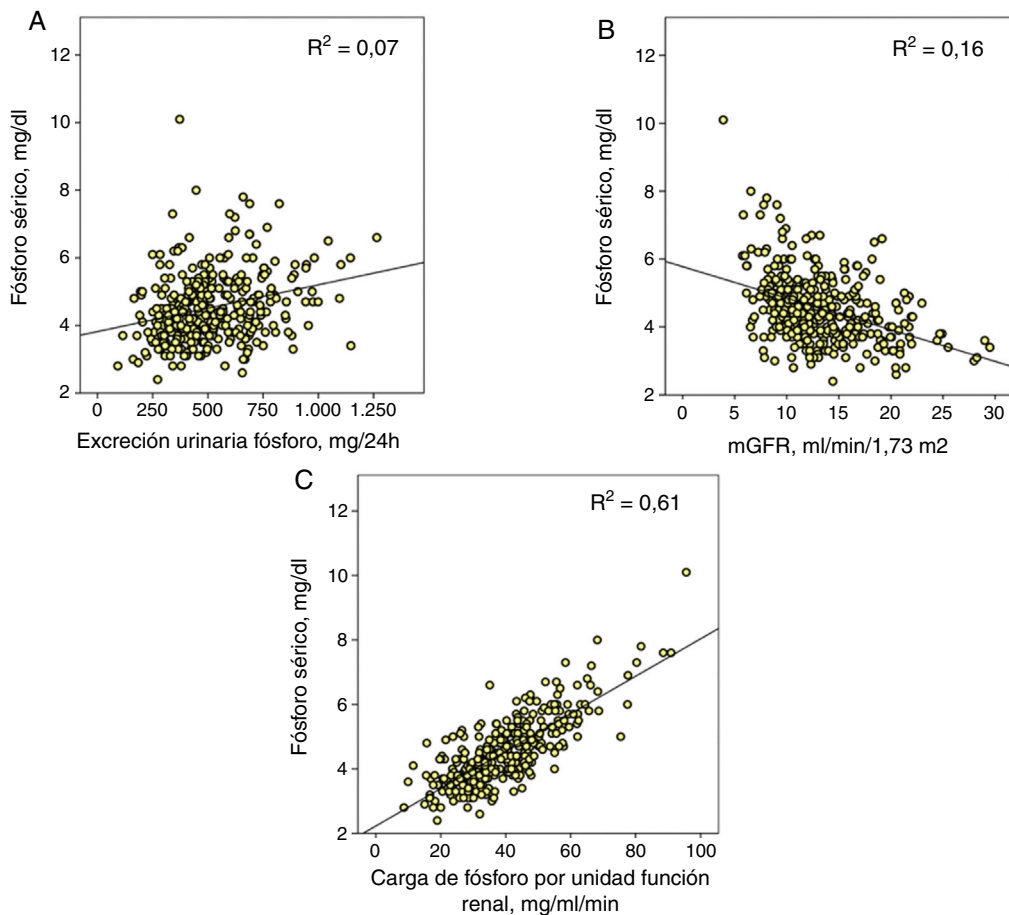 A
R² = 0,07
12
10
8
6
4
2
Fósforo sérico, mg/dl
0 250 500 750 1.000 1.250
Excreción urinaria fósforo, mg/24h
B
R² = 0,16
12
10
8
6
4
2
Fósforo sérico, mg/dl
0 5 10 15 20 25 30
mGFR, ml/min/1,73 m2
C
R² = 0,61
12
10
8
6
4
2
Fósforo sérico, mg/dl
0 20 40 60 80 100
Carga de fósforo por unidad función
renal, mg/ml/min